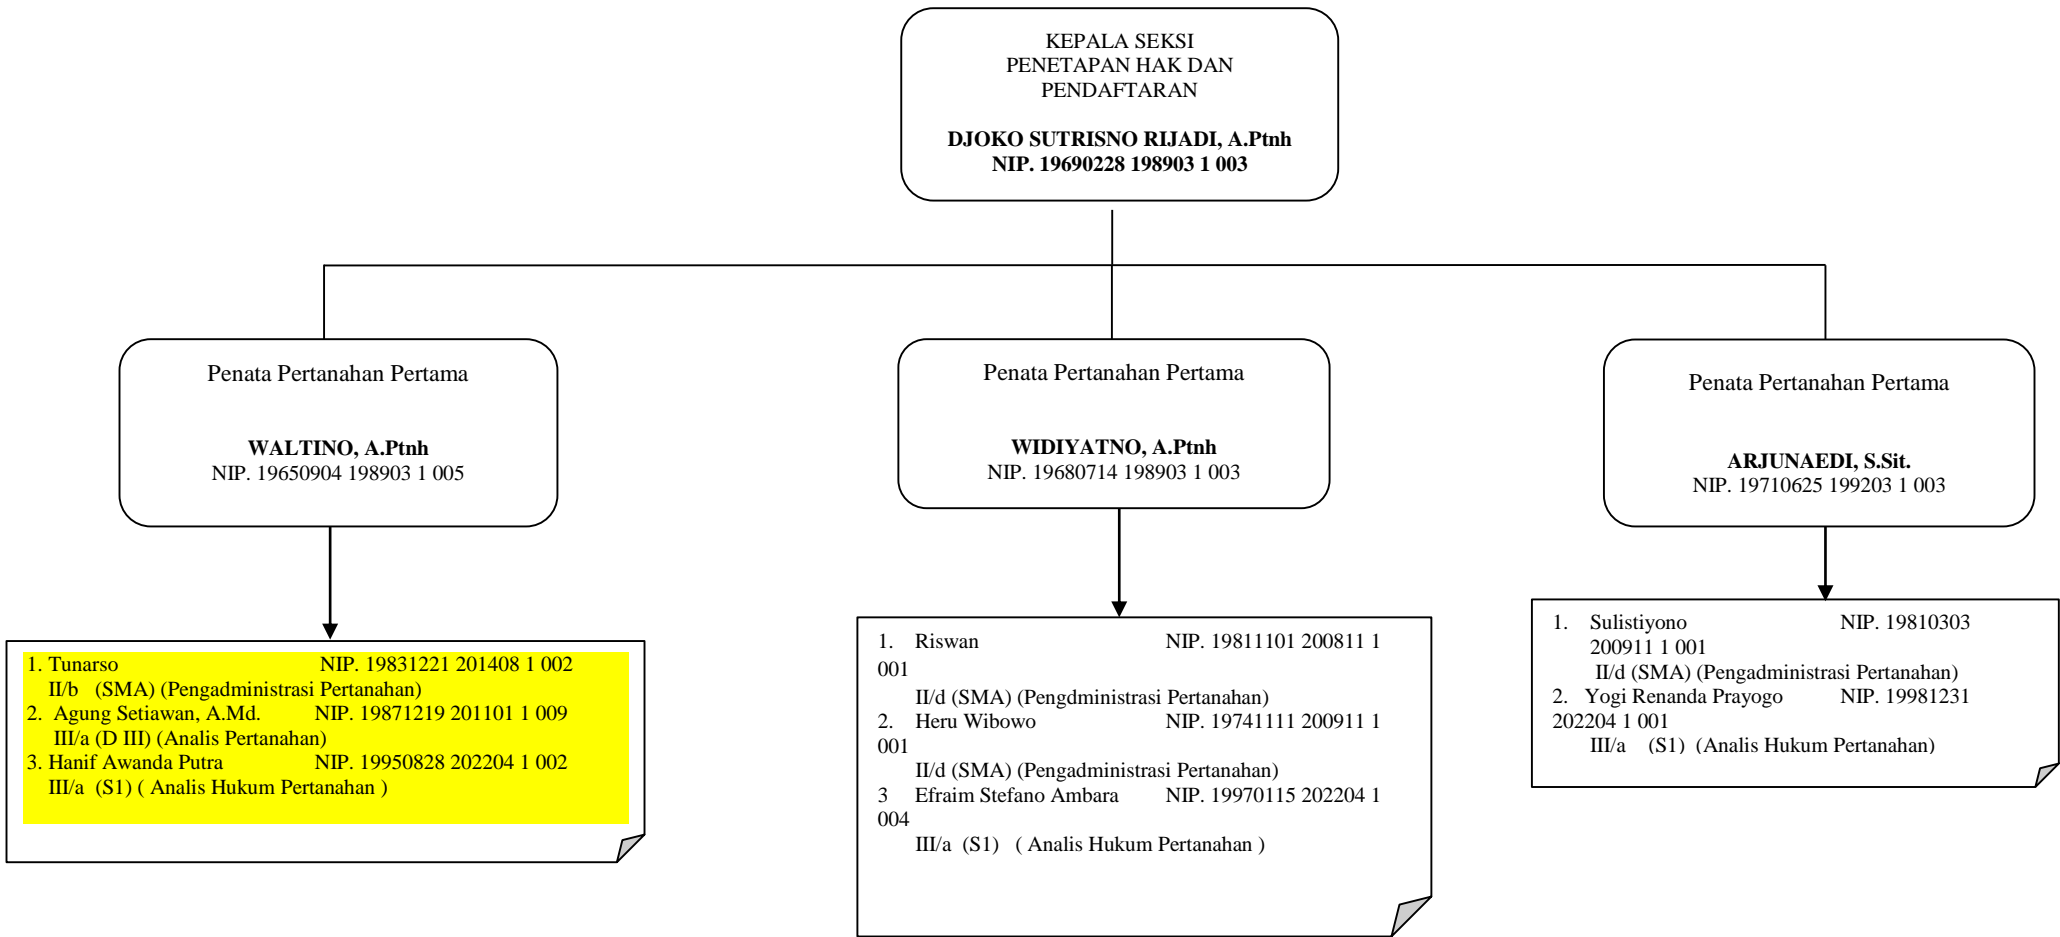 KEPALA SEKSI
PENETAPAN HAK DAN
PENDAFTARAN
DJOKO SUTRISNO RIJADI, A.Ptnh
NIP. 19690228 198903 1 003
Penata Pertanahan Pertama
WALTINO, A.Ptnh
NIP. 19650904 198903 1 005
Penata Pertanahan Pertama
WIDIYATNO, A.Ptnh
NIP. 19680714 198903 1 003
Penata Pertanahan Pertama
ARJUNAEDI, S.Sit.
NIP. 19710625 199203 1 003
1. Tunarso NIP. 19831221 201408 1 002
II/b (SMA) (Pengadministrasi Pertanahan)
2. Agung Setiawan, A.Md. NIP. 19871219 201101 1 009
III/a (D III) (Analis Pertanahan)
3. Hanif Awanda Putra NIP. 19950828 202204 1 002
III/a (S1) ( Analis Hukum Pertanahan )
1. Riswan NIP. 19811101 200811 1
001
II/d (SMA) (Pengdministrasi Pertanahan)
2. Heru Wibowo NIP. 19741111 200911 1
001
II/d (SMA) (Pengadministrasi Pertanahan)
3 Efraim Stefano Ambara NIP. 19970115 202204 1
004
III/a (S1) ( Analis Hukum Pertanahan )
1. Sulistiyono NIP. 19810303
200911 1 001
II/d (SMA) (Pengadministrasi Pertanahan)
2. Yogi Renanda Prayogo NIP. 19981231
202204 1 001
III/a (S1) (Analis Hukum Pertanahan)